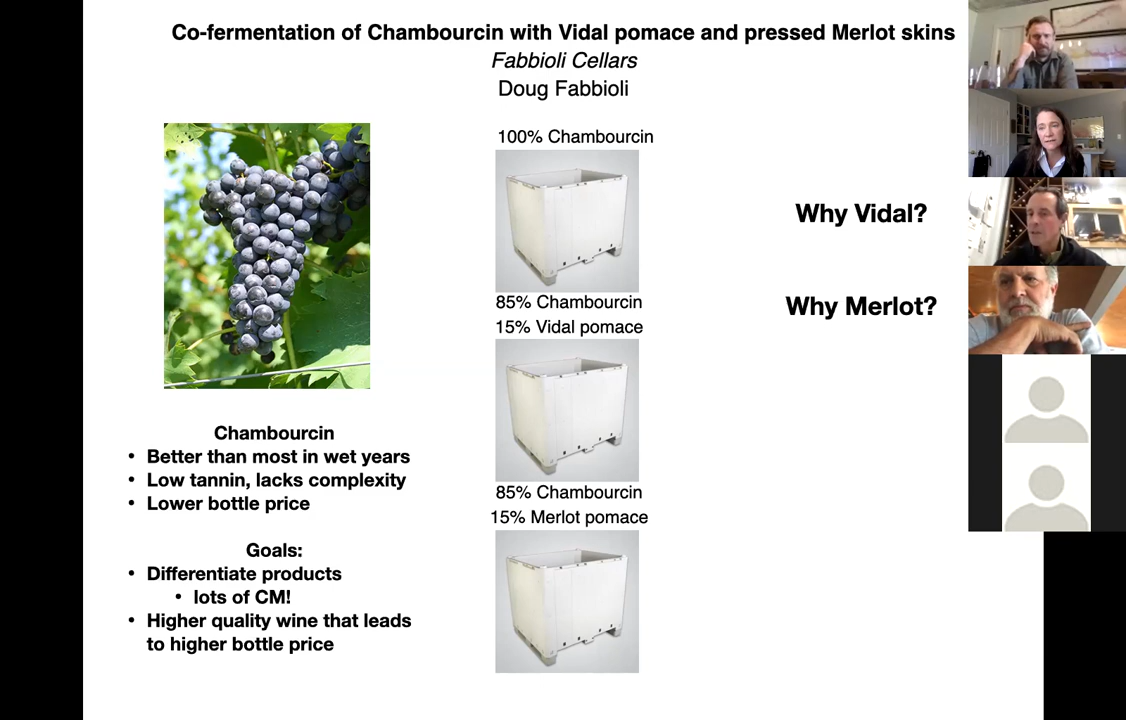 Co-fermentation of Chambourcin with Vidal pomace and pressed Merlot skins
Fabbioli Cellars
Doug Fabbioli
100% Chambourcin
85% Chambourcin
15% Vidal pomace
85% Chambourcin
15% Merlot pomace
Chambourcin
• Better than most in wet years
• Low tannin, lacks complexity
• Lower bottle price
Goals:
• Differentiate products
• lots of CM!
• Higher quality wine that leads
to higher bottle price
Why Vidal?
Why Merlot?